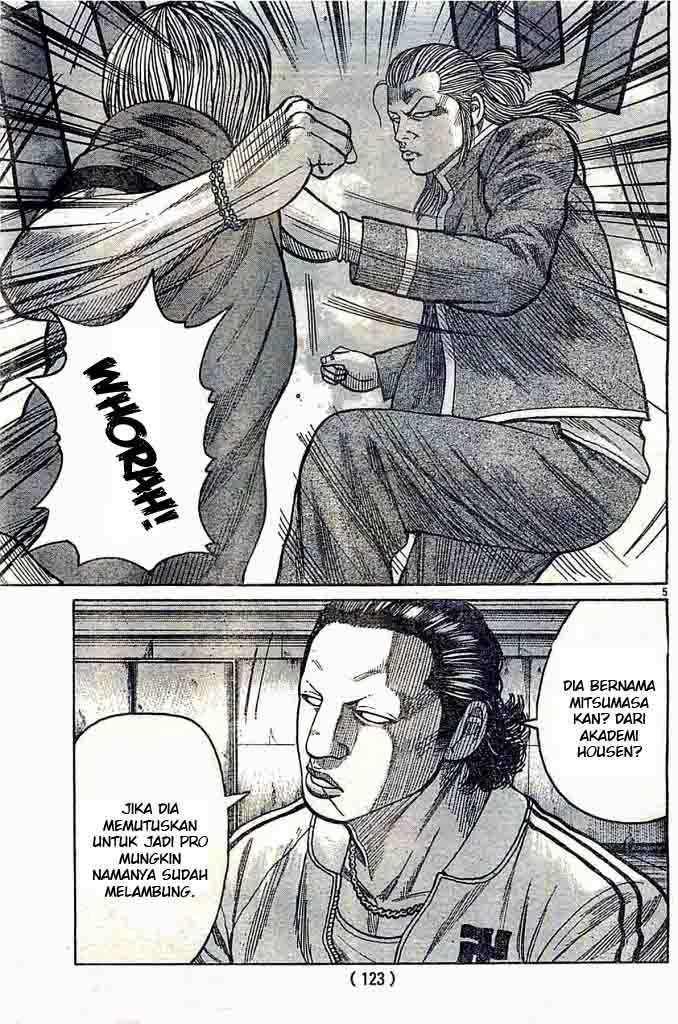 WHORAH!
5
DIA BERNAMA
MITSUMASA
KAN? DARI
AKADEMI
HOUSEN?
JIKA DIA
MEMUTUSKAN
UNTUK JADI PRO
MUNGKIN
NAMANYA SUDAH
MELAMBUNG.
( 123 )